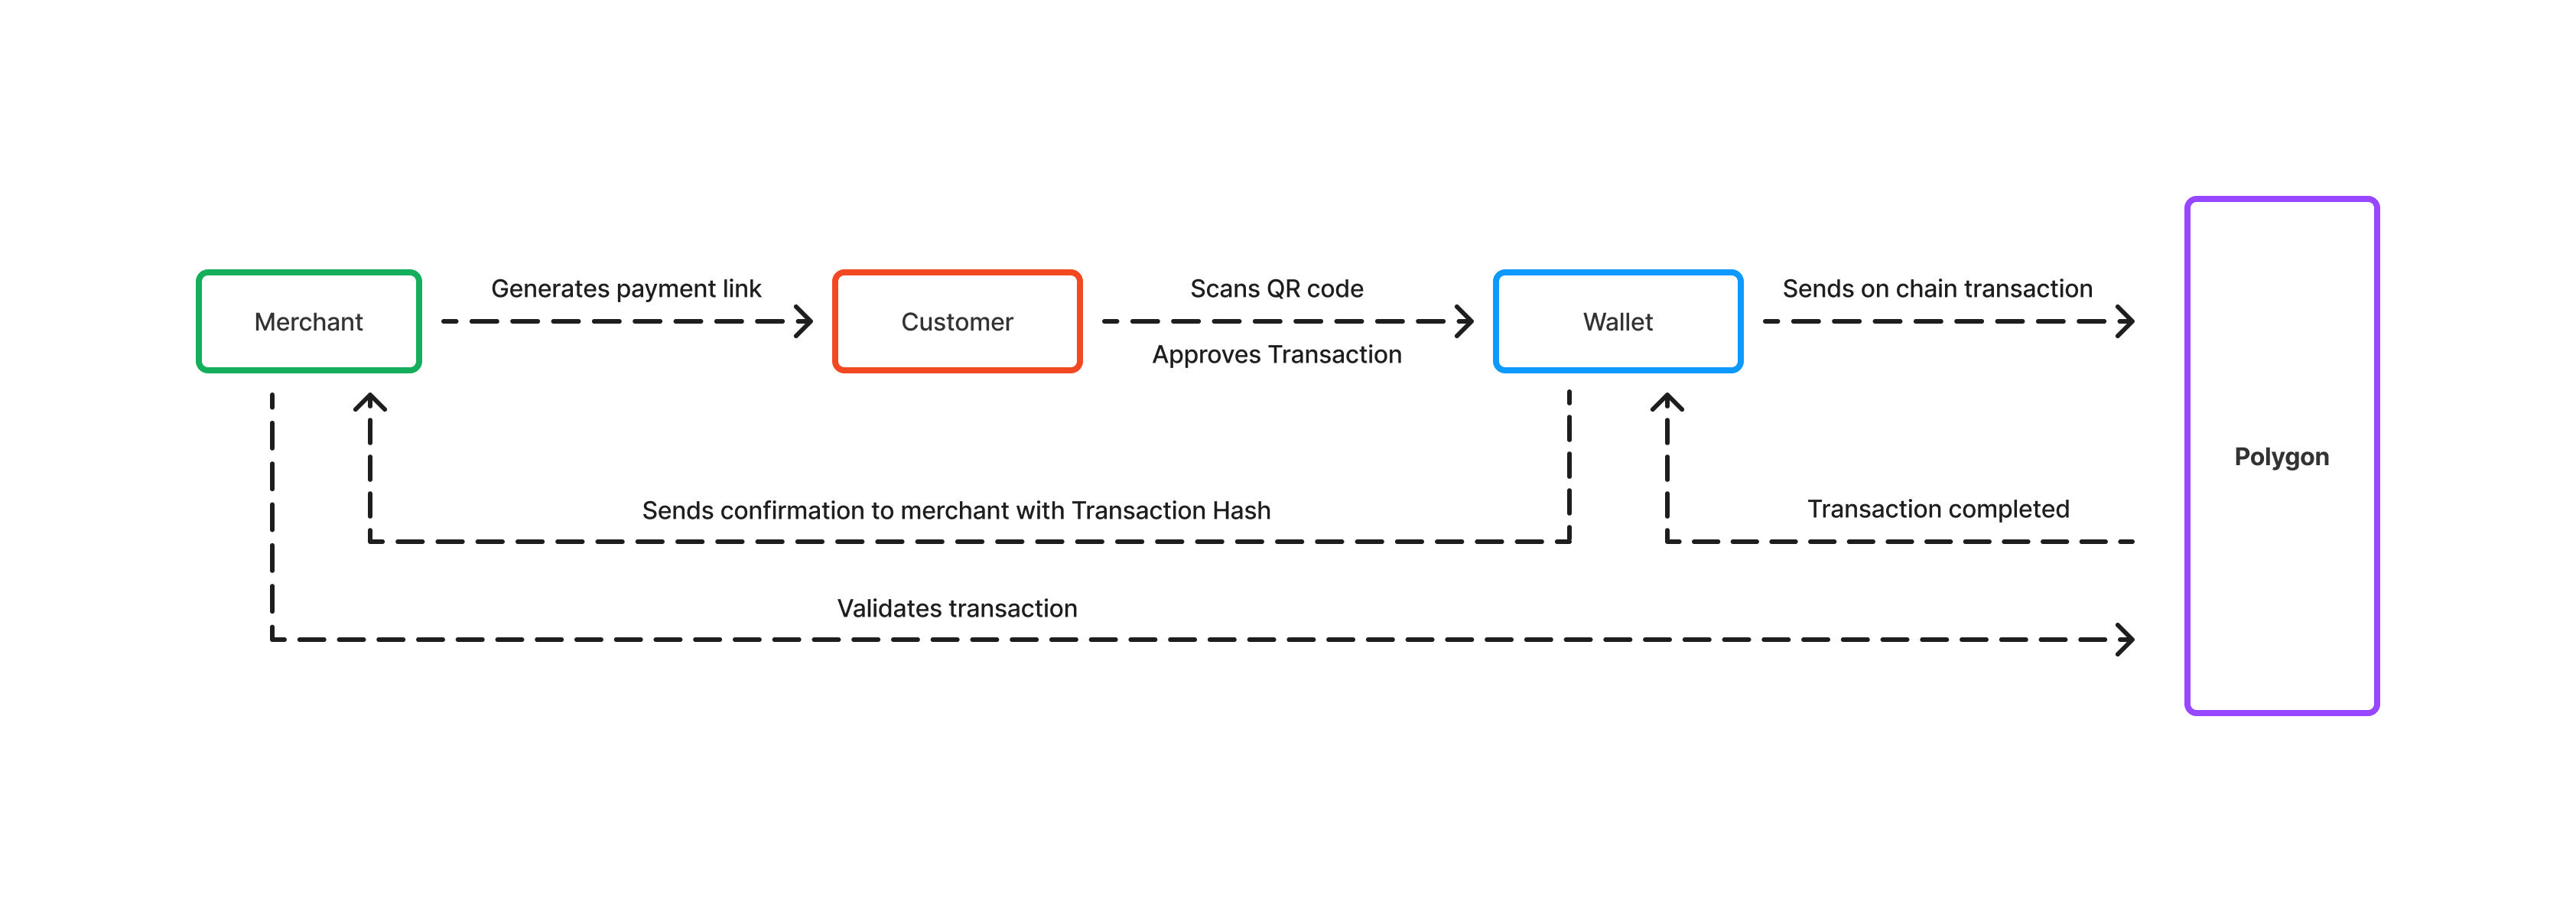 Generates payment link
Scans QR code
Sends on chain transaction
Merchant
Customer
Wallet
Approves Transaction
Polygon
Sends confirmation to merchant with Transaction Hash
Transaction completed
Validates transaction